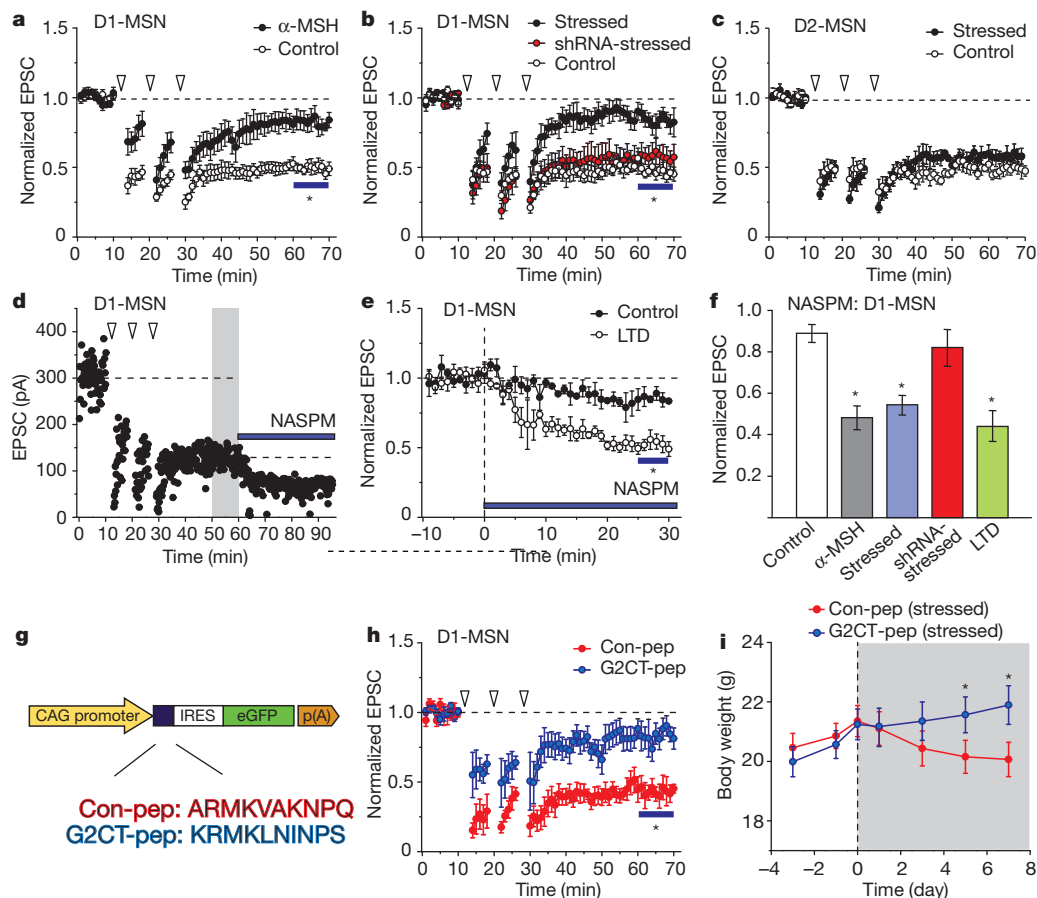 a
D1-MSN
α-MSH
Control
Normalized EPSC
1.5
1.0
0.5
0
0 10 20 30 40 50 60 70
Time (min)
*
b
D1-MSN
Stressed
shRNA-stressed
Control
Normalized EPSC
1.5
1.0
0.5
0
0 10 20 30 40 50 60 70
Time (min)
*
c
D2-MSN
Stressed
Control
Normalized EPSC
1.5
1.0
0.5
0
0 10 20 30 40 50 60 70
Time (min)
d
D1-MSN
EPSC (pA)
400
300
200
100
0
NASPM
0 10 20 30 40 50 60 70 80 90
Time (min)
e
D1-MSN
Control
LTD
Normalized EPSC
1.5
1.0
0.5
0
*
NASPM
–10 0 10 20 30
Time (min)
f
NASPM: D1-MSN
Normalized EPSC
0.8
0.6
0.4
0.2
* * *
Control
α-MSH
Stressed
shRNA-
stressed
LTD
g
CAG promoter IRES eGFP p(A)
Con-pep: ARMKVAKNPQ
G2CT-pep: KRMKLNINPS
h
D1-MSN
Con-pep
G2CT-pep
Normalized EPSC
1.5
1.0
0.5
0
0 10 20 30 40 50 60 70
Time (min)
*
i
Con-pep (stressed)
G2CT-pep (stressed)
Body weight (g)
24
22
20
18
17
* *
–4 –2 0 2 4 6 8
Time (day)